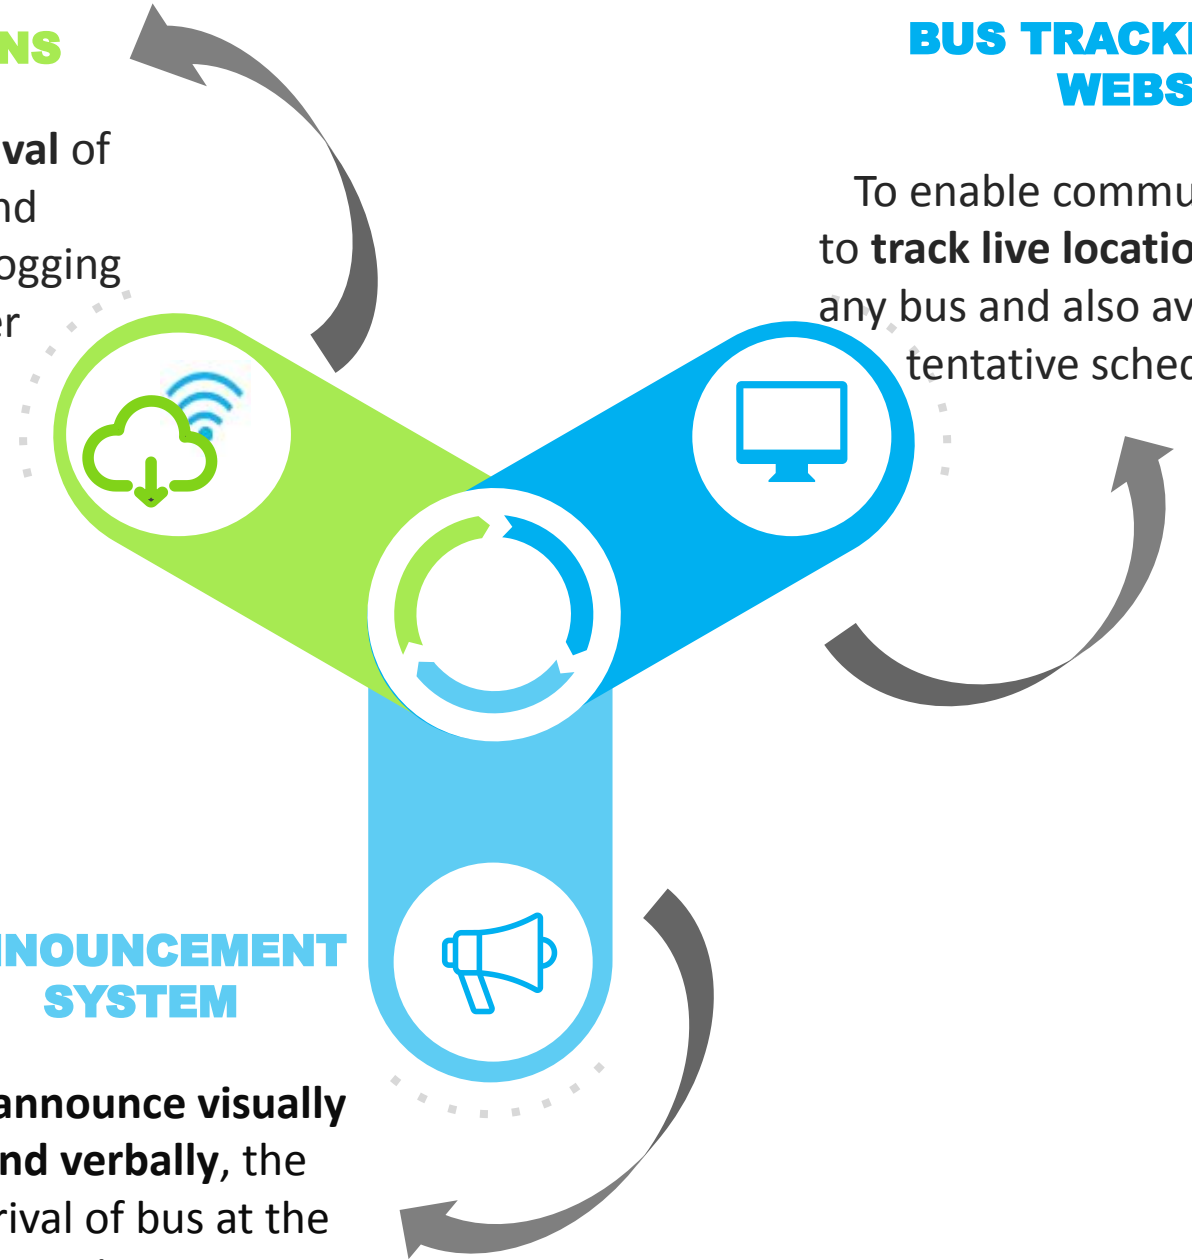 NS
val of
nd
ogging
er
BUS TRACK
WEBS
To enable commu
to track live locatio
any bus and also av
tentative sched
NOUNCEMENT
SYSTEM
announce visually
nd verbally, the
rival of bus at the